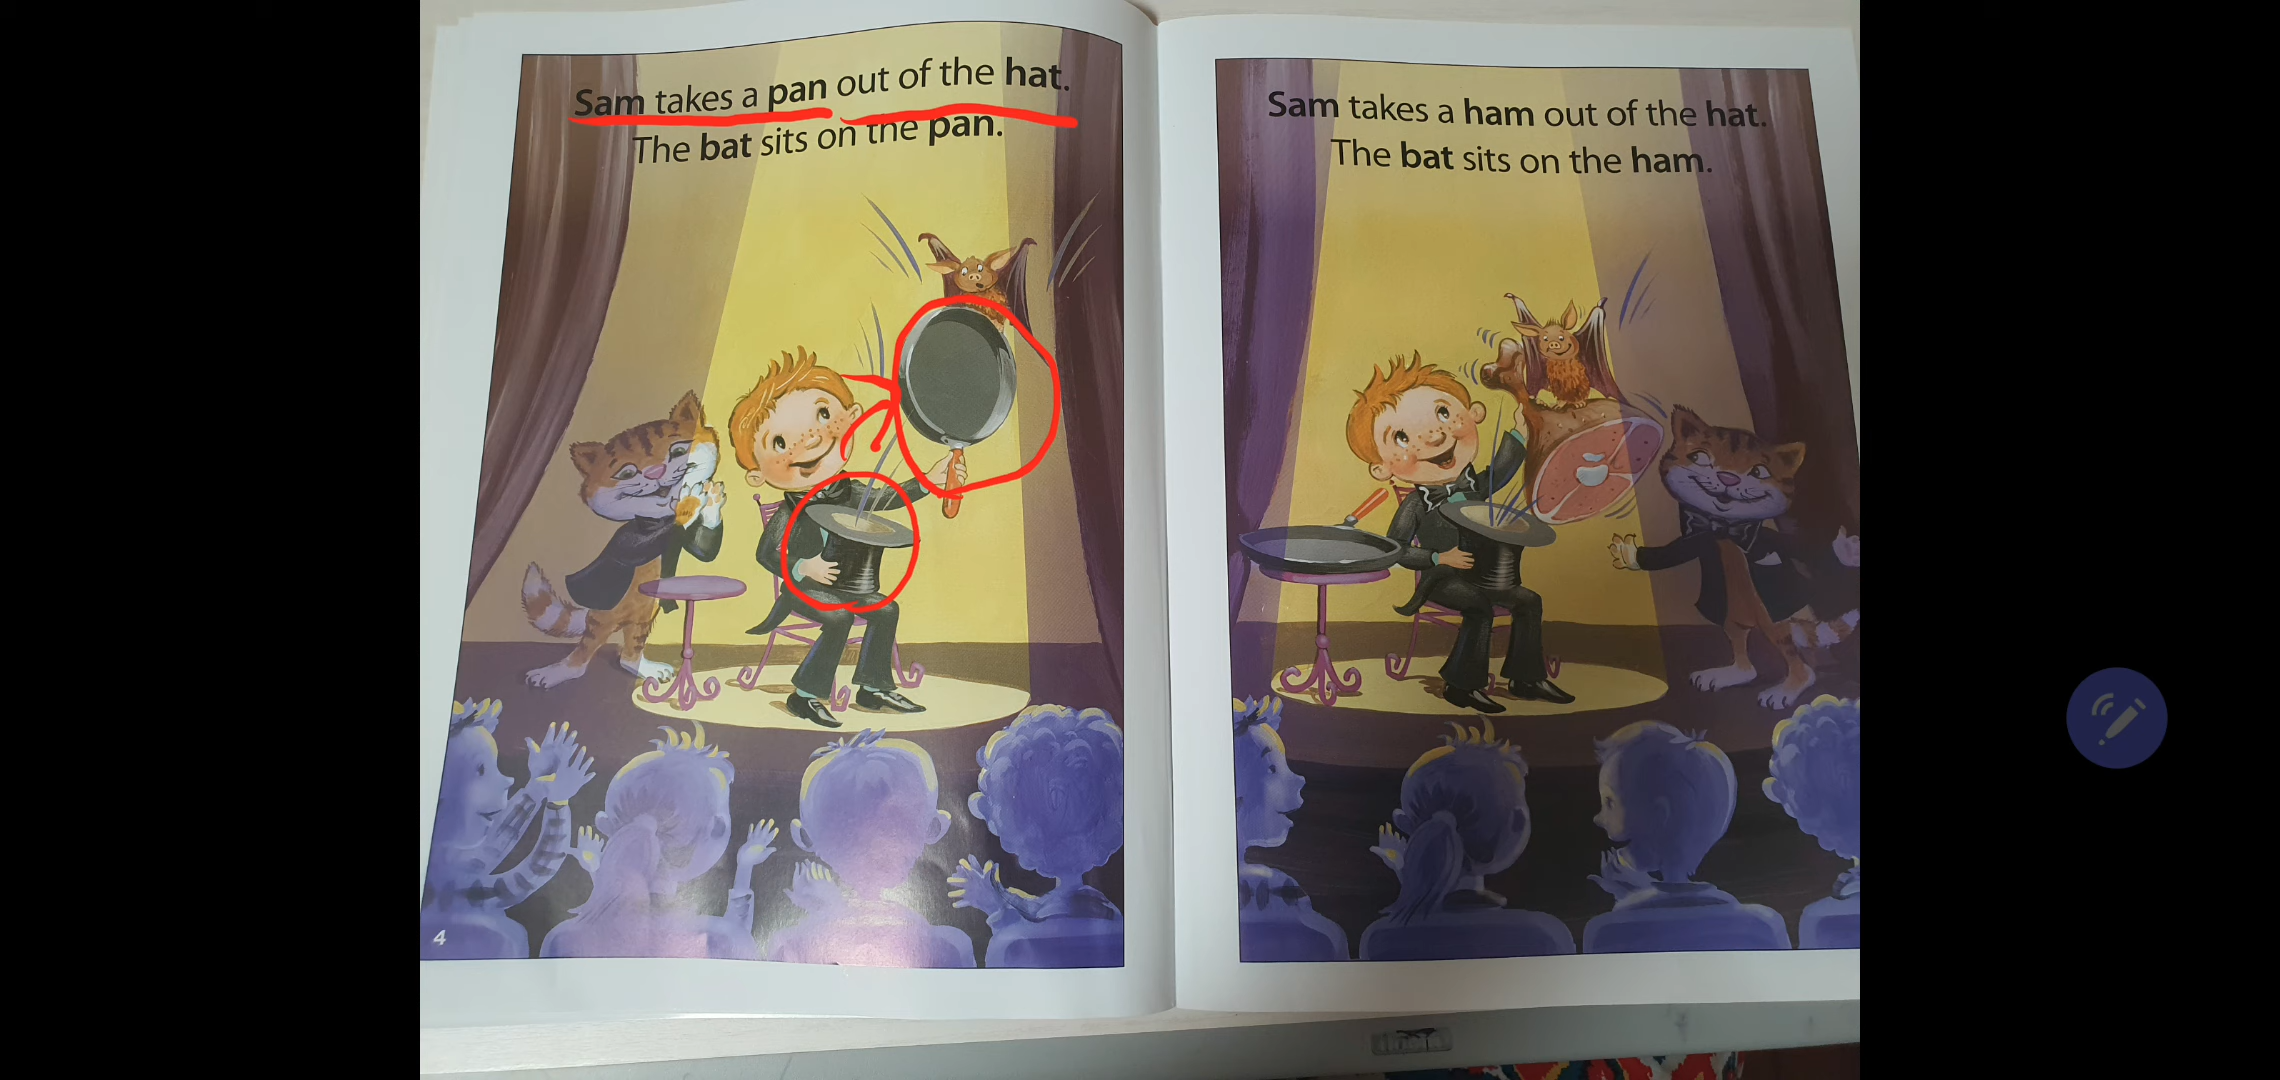 Sam takes a pan out of the hat.
The bat sits on the pan.
4
Sam takes a ham out of the hat.
The bat sits on the ham.